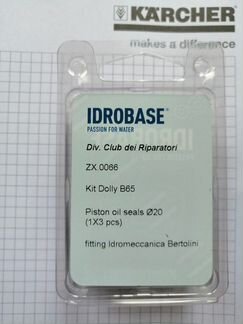 KÄRCHER
makes a difference
IDROBASE®
PASSION FOR WATER
Div. Club dei Riparatori
ZX.0066
Kit Dolly B65
Piston oil seals Ø20
(1X3 pcs)
fitting Idromeccanica Bertolini